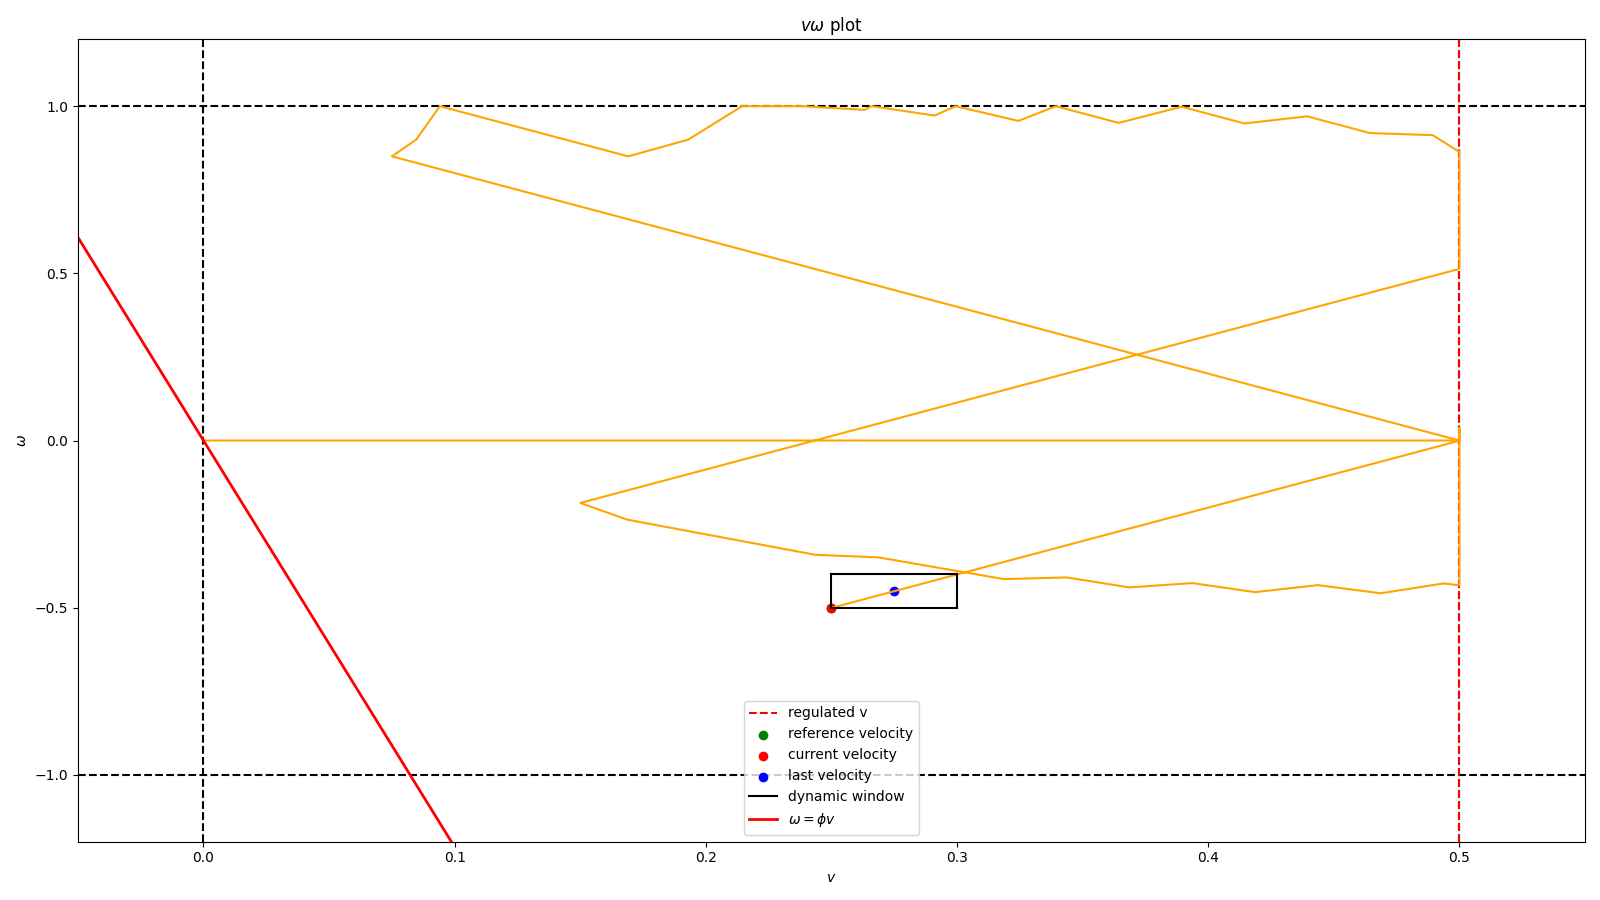 vω plot
1.0
0.5
0.0
−0.5
−1.0
ω
regulated v
reference velocity
current velocity
last velocity
dynamic window
ω = ϕv
0.0 0.1 0.2 0.3 0.4 0.5
v